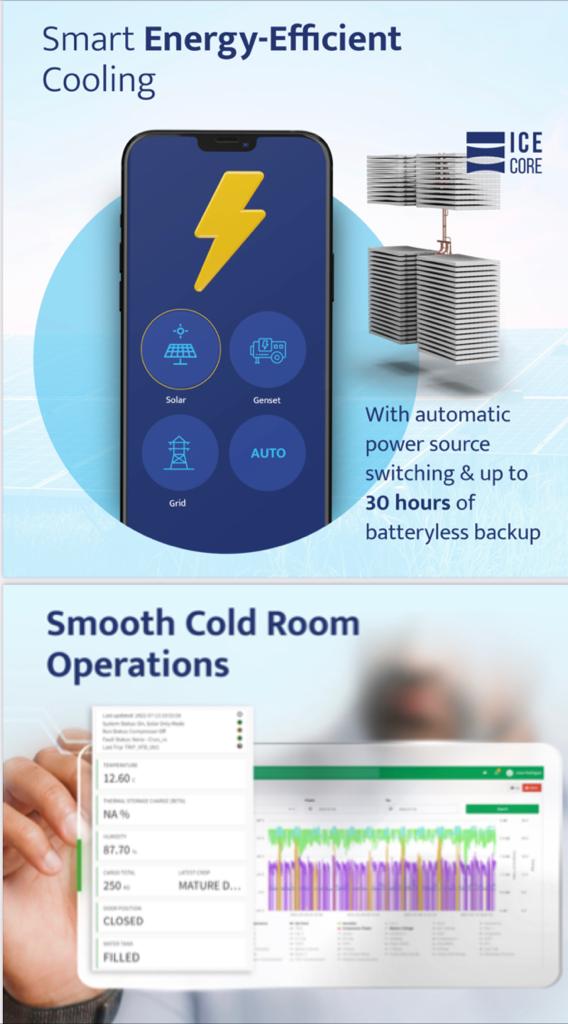 Smart Energy-Efficient
Cooling
ICE
CORE
Solar
Genset
Grid
AUTO
With automatic
power source
switching & up to
30 hours of
batteryless backup
Smooth Cold Room
Operations
TEMPERATURE
12.60 c
THERMAL STORAGE CHARGE (BETA)
NA %
HUMIDITY
87.70 %
CARGO TOTAL
LATEST CROP
250 KG
MATURE D...
DOOR POSITION
CLOSED
WATER TANK
FILLED